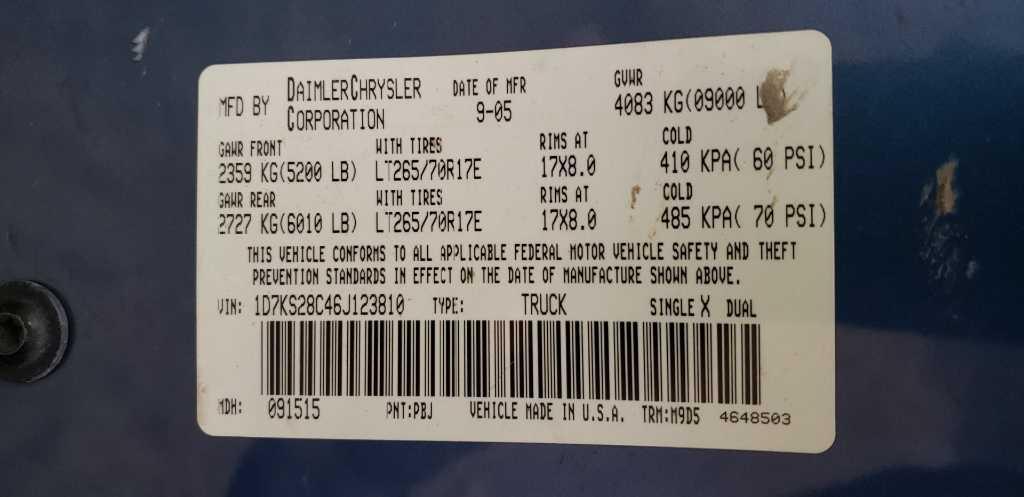 MFD BY DAIMLERCHRYSLER CORPORATION DATE OF MFR 9-05 GVWR 4083 KG(09000
GAWR FRONT WITH TIRES RIMS AT COLD
2359 KG(5200 LB) LT265/70R17E 17X8.0 410 KPA( 60 PSI)
GAWR REAR WITH TIRES RIMS AT COLD
2727 KG(6010 LB) LT265/70R17E 17X8.0 485 KPA( 70 PSI)
THIS VEHICLE CONFORMS TO ALL APPLICABLE FEDERAL MOTOR VEHICLE SAFETY AND THEFT
PREVENTION STANDARDS IN EFFECT ON THE DATE OF MANUFACTURE SHOWN ABOVE.
VIN: 1D7KS28C46J123810 TYPE: TRUCK SINGLE X DUAL
MDH: 091515 PNT:PBJ VEHICLE MADE IN U.S.A. TRM:M9D5 4648503